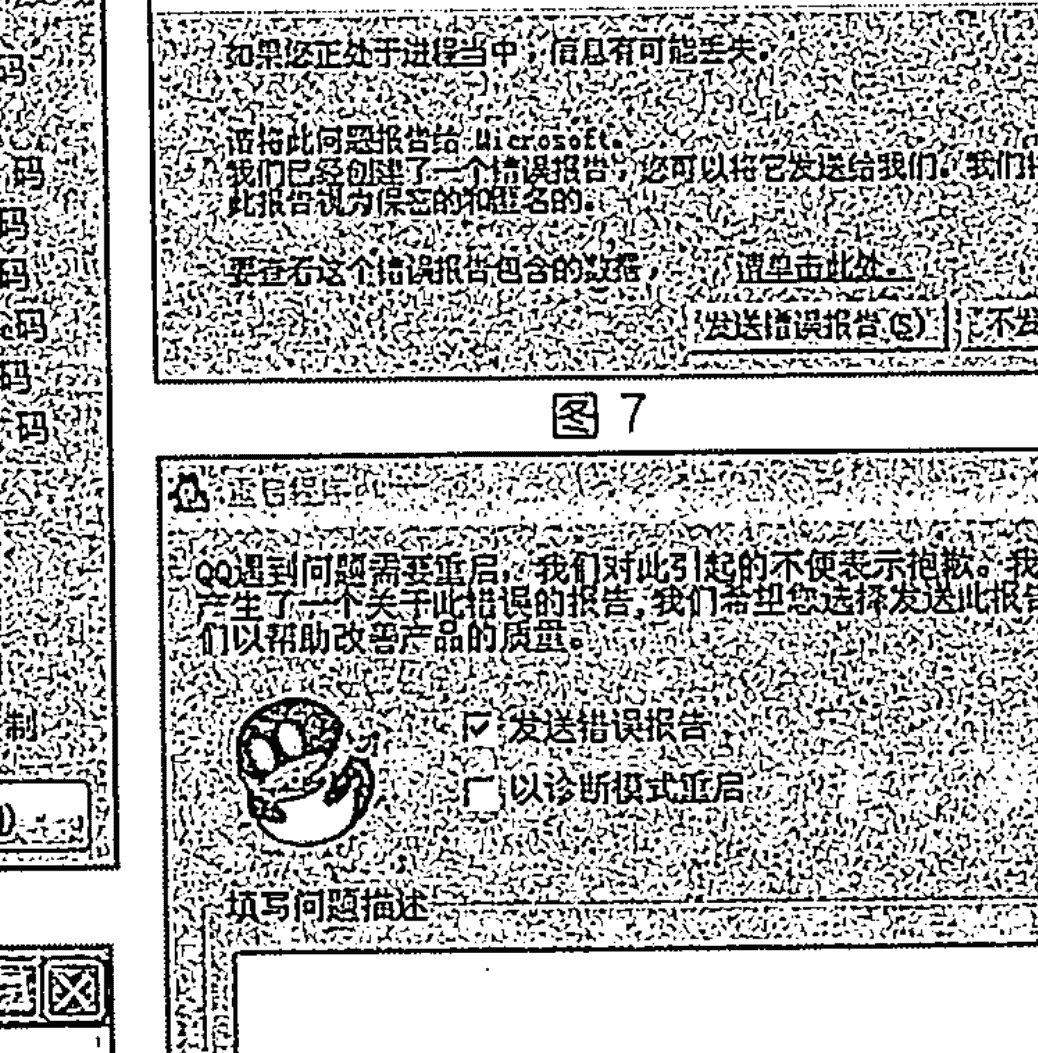 码
码
码
码
c码
码
码
制
)
如果您正处于进程当中，信息有可能丢失。
请将此问题报告给 Microsoft。
我们已经创建了一个错误报告，您可以将它发送给我们。我们将
此报告视为保密的和匿名的。
要查看这个错误报告包含的数据，请单击此处。
发送错误报告(S) 不发
图 7
重启程序
QQ遇到问题需要重启，我们对此引起的不便表示抱歉。我
产生了一个关于此错误的报告,我们希望您选择发送此报告
们以帮助改善产品的质量。
发送错误报告
以诊断模式重启
填写问题描述